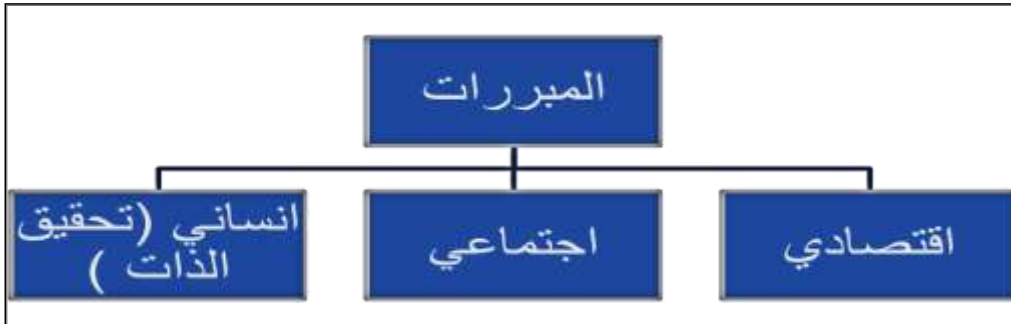 المبررات
اقتصادي
اجتماعي
انساني (تحقيق
الذات )